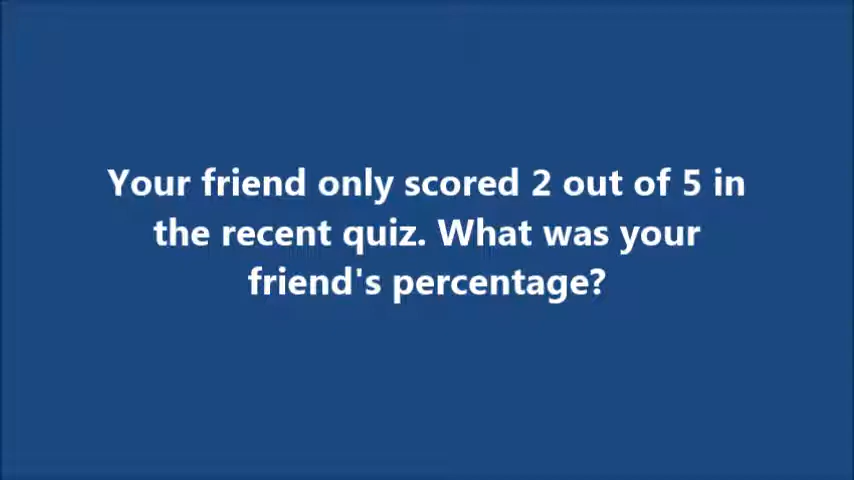 Your friend only scored 2 out of 5 in
the recent quiz. What was your
friend's percentage?